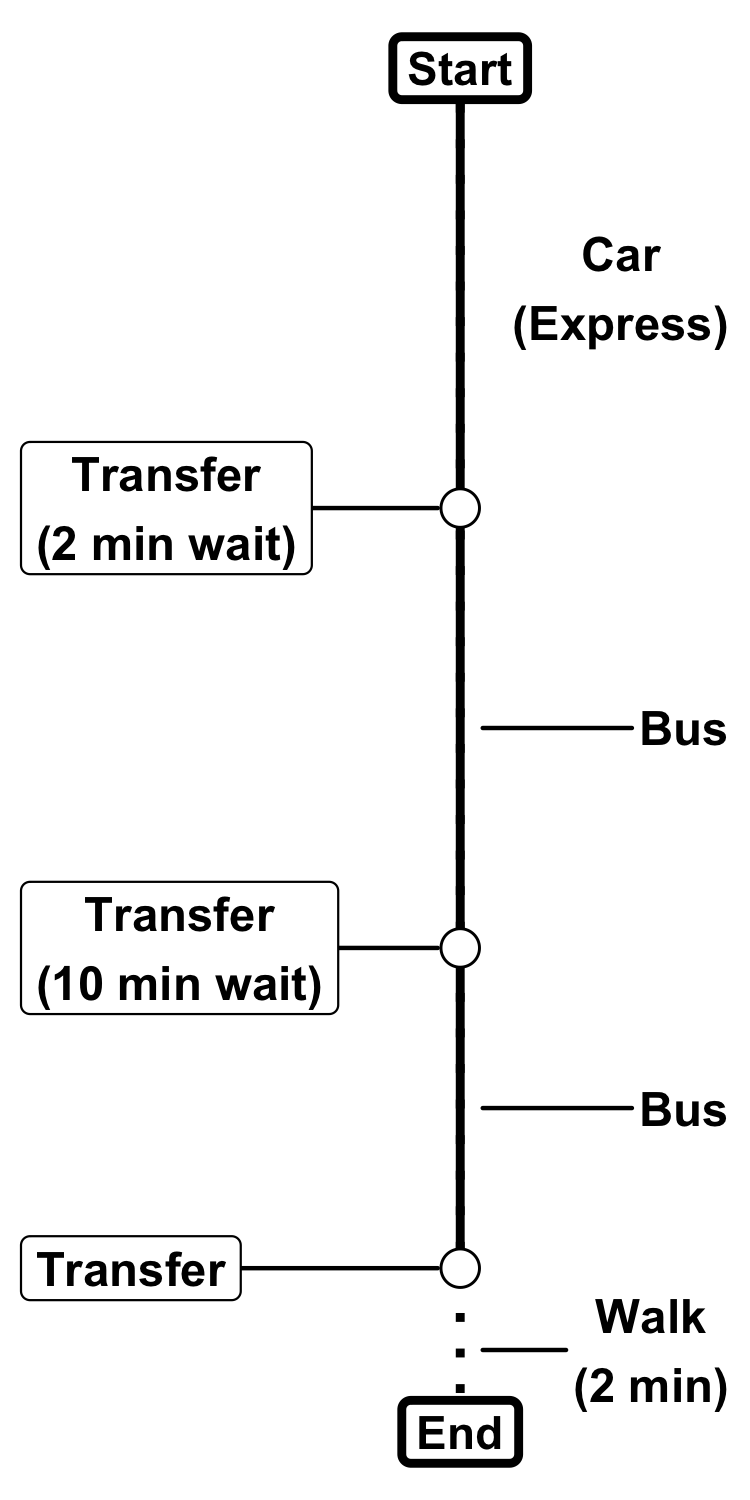 Start
Car
(Express)
Transfer
(2 min wait)
Bus
Transfer
(10 min wait)
Bus
Transfer
Walk
(2 min)
End